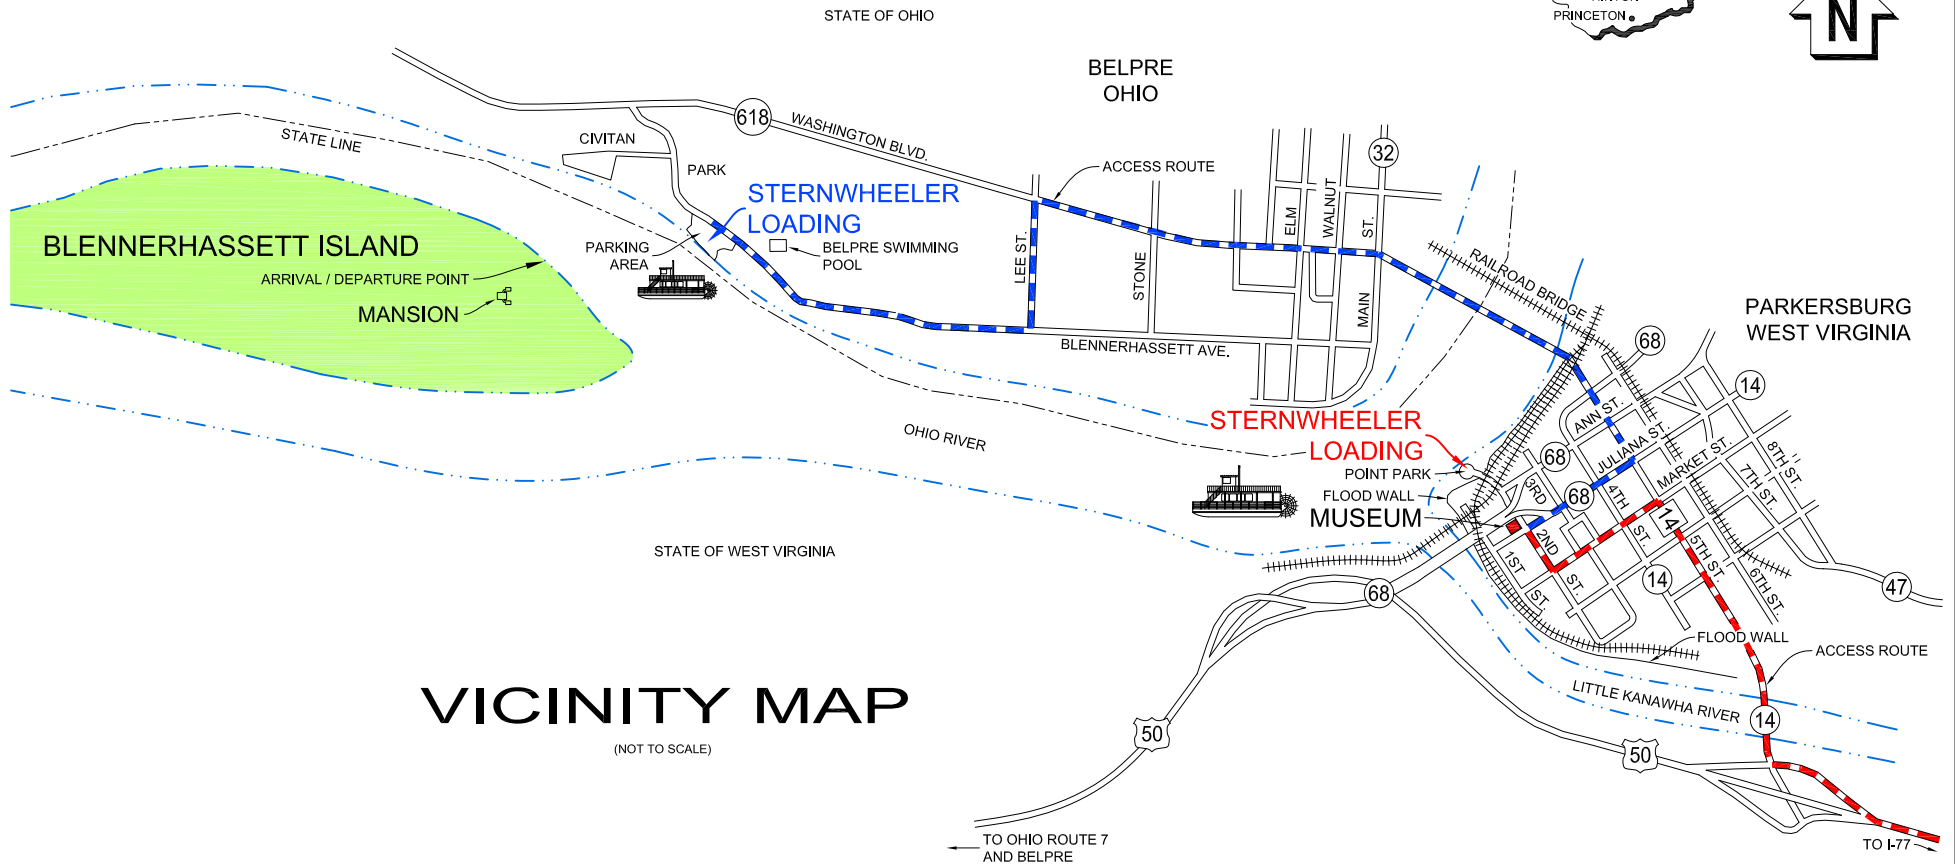 STATE OF OHIO
PRINCETON
N
BELPRE
OHIO
618
WASHINGTON BLVD.
CIVITAN
STATE LINE
PARK
ACCESS ROUTE
32
STERNWHEELER
LOADING
ELM
WALNUT
ST.
MAIN
BLENNERHASSETT ISLAND
PARKING
AREA
BELPRE SWIMMING
POOL
LEE ST.
STONE
RAILROAD BRIDGE
ARRIVAL / DEPARTURE POINT
MANSION
PARKERSBURG
WEST VIRGINIA
BLENNERHASSETT AVE.
68
14
STERNWHEELER
LOADING
ANN ST.
JULIANA ST.
MARKET ST.
OHIO RIVER
POINT PARK
FLOOD WALL
MUSEUM
68
68
3RD
4TH
ST.
14
7TH ST.
8TH ST.
2ND
ST.
1ST
ST.
5TH ST.
6TH ST.
14
47
STATE OF WEST VIRGINIA
68
FLOOD WALL
ACCESS ROUTE
LITTLE KANAWHA RIVER
14
VICINITY MAP
(NOT TO SCALE)
50
50
TO OHIO ROUTE 7
AND BELPRE
TO I-77